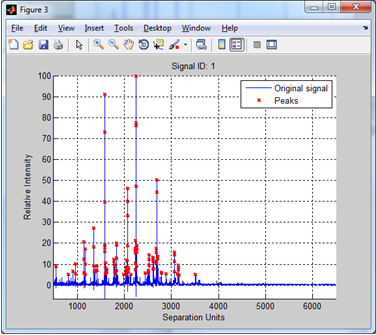 Figure 3
File Edit View Insert Tools Desktop Window Help
Signal ID: 1
Original signal
Peaks
100
90
80
70
60
50
40
30
20
10
0
Relative Intensity
1000 2000 3000 4000 5000 6000
Separation Units